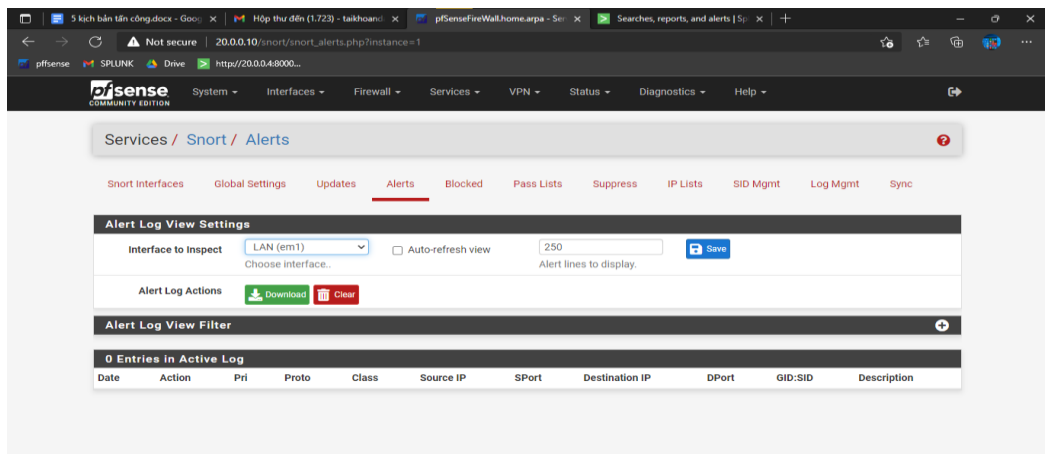 5 kịch bản tấn công.docx - Goog
Hộp thư đến (1.723) - taikhoand
pfSenseFireWall.home.arpa - Ser
Searches, reports, and alerts | Sp
Not secure | 20.0.0.10/snort/snort_alerts.php?instance=1
pffsense SPLUNK Drive http://20.0.0.4:8000...
pfsense System Interfaces Firewall Services VPN Status Diagnostics Help
COMMUNITY EDITION
Services / Snort / Alerts
Snort Interfaces Global Settings Updates Alerts Blocked Pass Lists Suppress IP Lists SID Mgmt Log Mgmt Sync
Alert Log View Settings
Interface to Inspect LAN (em1) Auto-refresh view 250 Save
Choose interface.. Alert lines to display.
Alert Log Actions Download Clear
Alert Log View Filter
0 Entries in Active Log
Date Action Pri Proto Class Source IP SPort Destination IP DPort GID:SID Description